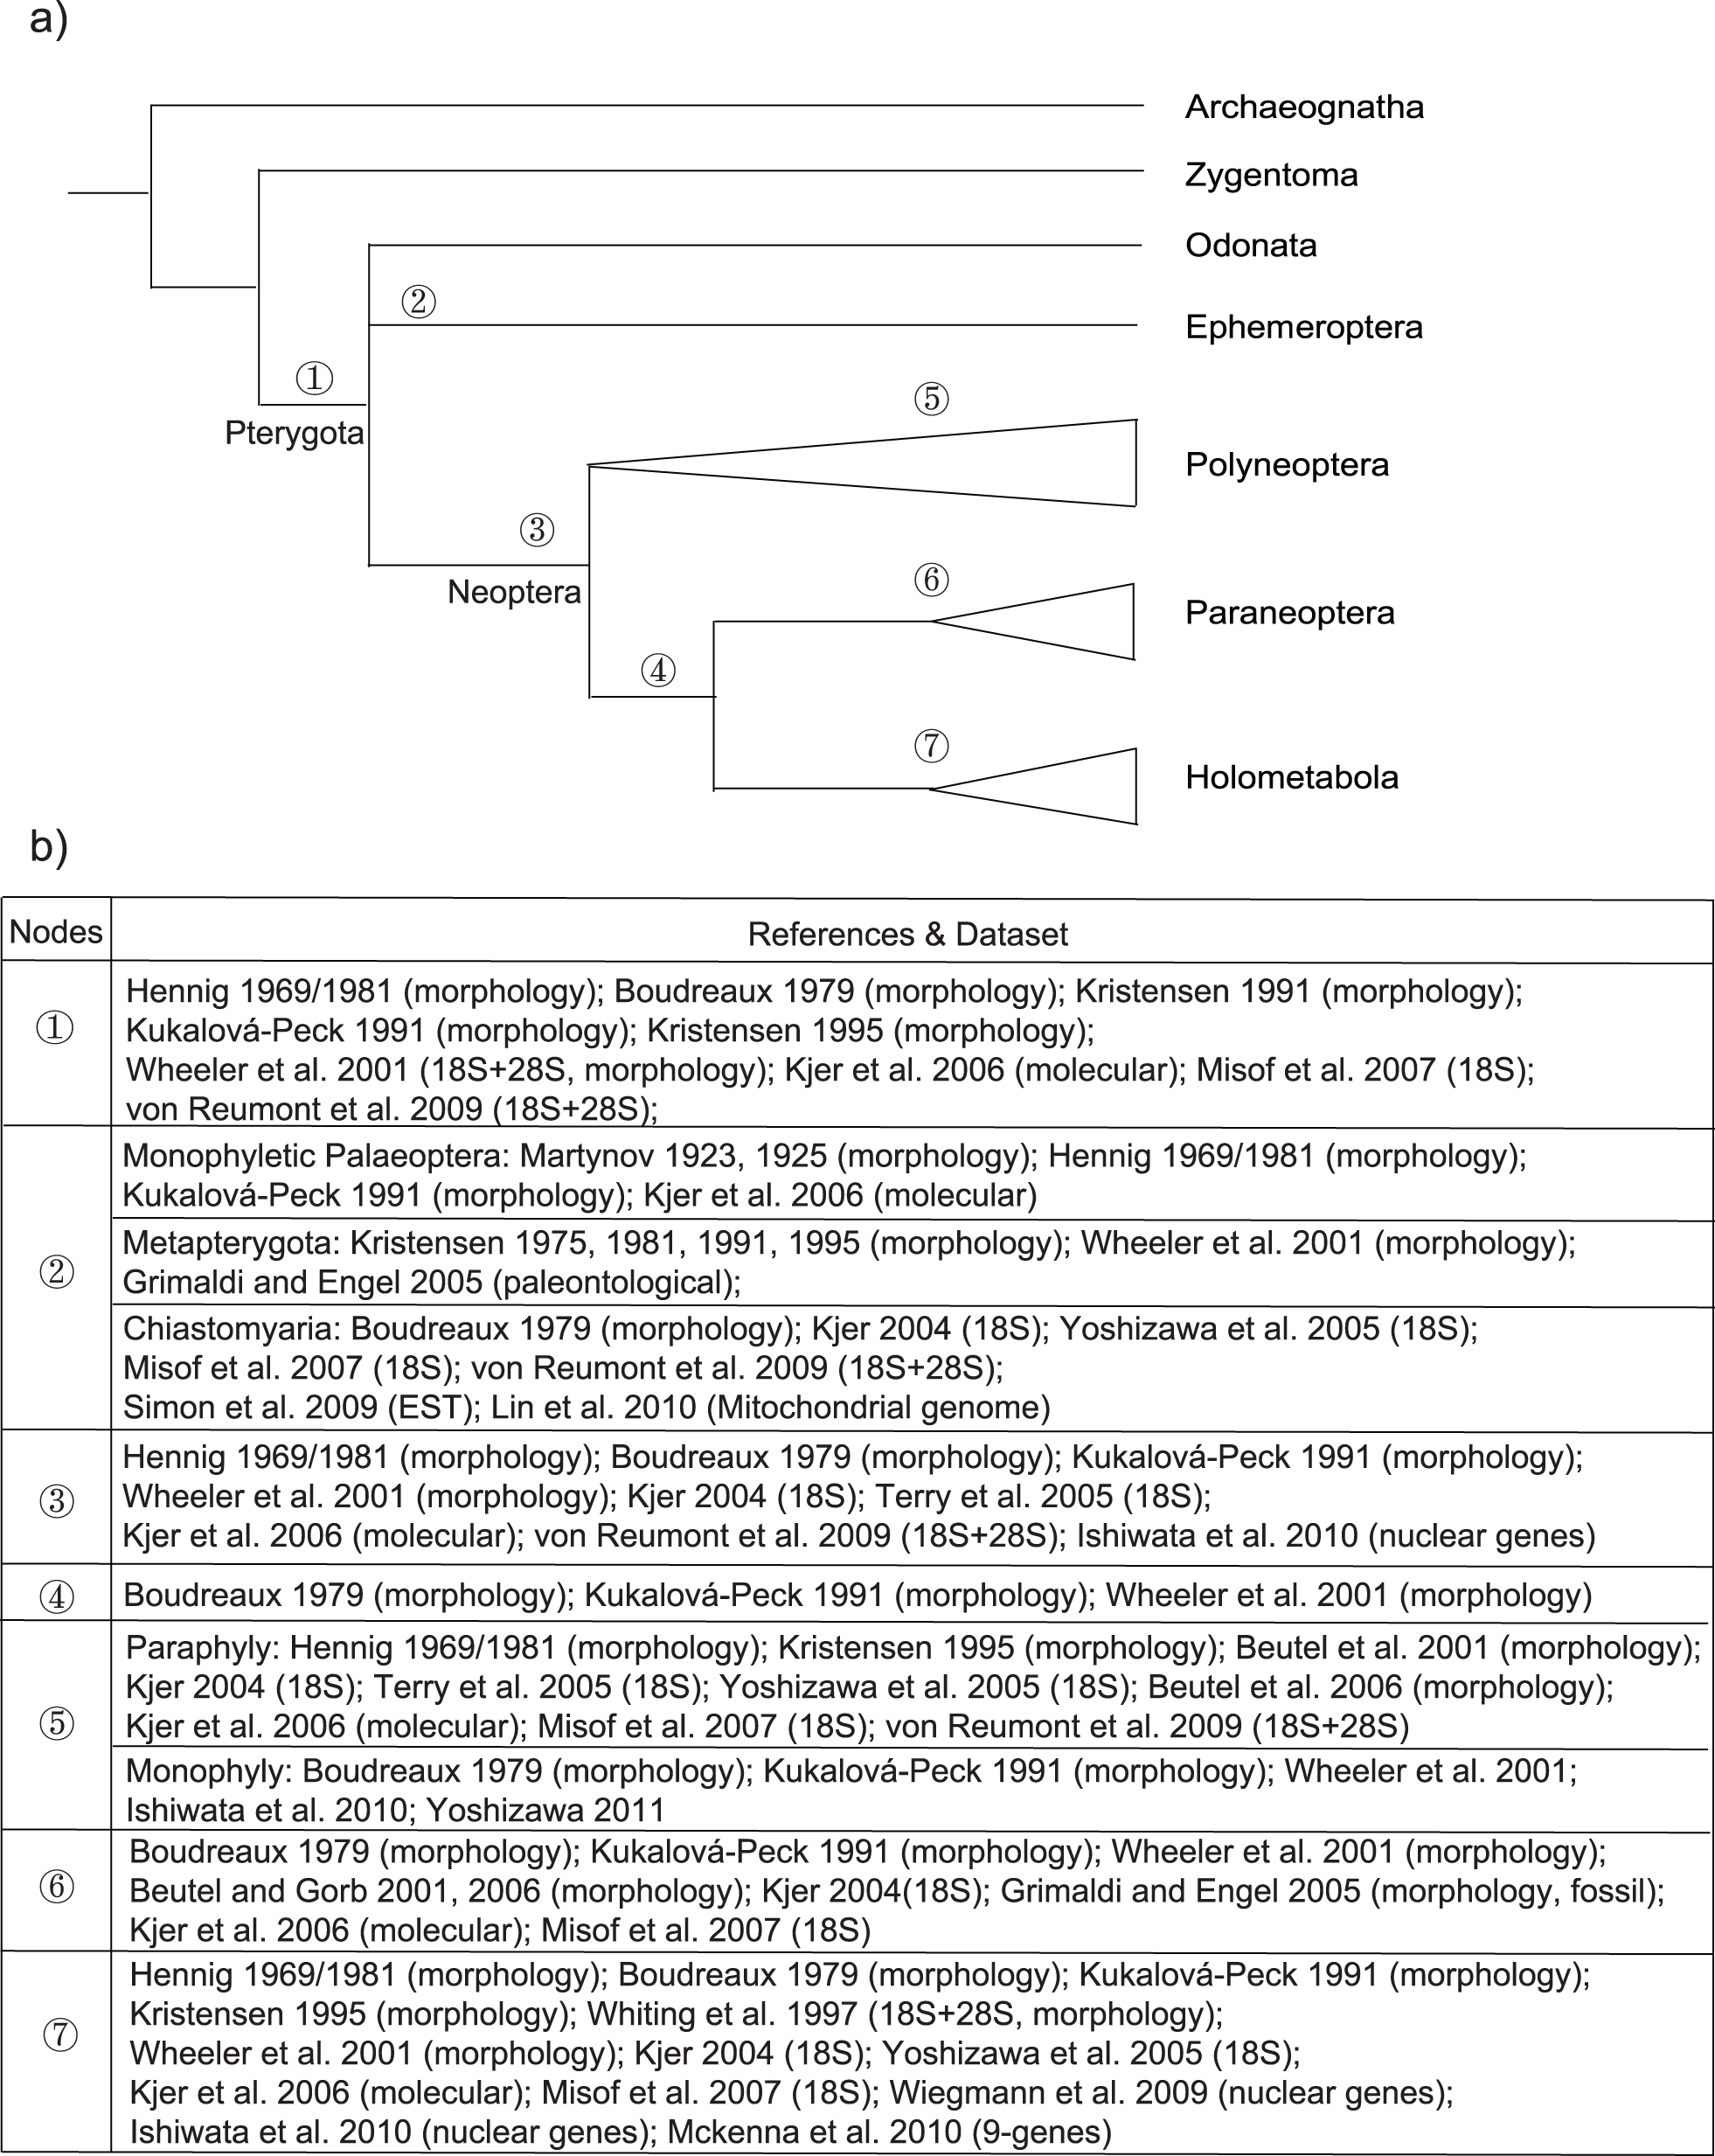 a)
Archaeognatha
Zygentoma
Odonata
②
Ephemeroptera
①
Pterygota
⑤
Polyneoptera
③
Neoptera
⑥
Paraneoptera
④
⑦
Holometabola
b)
Nodes
References & Dataset
①
Hennig 1969/1981 (morphology); Boudreaux 1979 (morphology); Kristensen 1991 (morphology);
Kukalová-Peck 1991 (morphology); Kristensen 1995 (morphology);
Wheeler et al. 2001 (18S+28S, morphology); Kjer et al. 2006 (molecular); Misof et al. 2007 (18S);
von Reumont et al. 2009 (18S+28S);
②
Monophyletic Palaeoptera: Martynov 1923, 1925 (morphology); Hennig 1969/1981 (morphology);
Kukalová-Peck 1991 (morphology); Kjer et al. 2006 (molecular)
Metapterygota: Kristensen 1975, 1981, 1991, 1995 (morphology); Wheeler et al. 2001 (morphology);
Grimaldi and Engel 2005 (paleontological);
Chiastomyaria: Boudreaux 1979 (morphology); Kjer 2004 (18S); Yoshizawa et al. 2005 (18S);
Misof et al. 2007 (18S); von Reumont et al. 2009 (18S+28S);
Simon et al. 2009 (EST); Lin et al. 2010 (Mitochondrial genome)
③
Hennig 1969/1981 (morphology); Boudreaux 1979 (morphology); Kukalová-Peck 1991 (morphology);
Wheeler et al. 2001 (morphology); Kjer 2004 (18S); Terry et al. 2005 (18S);
Kjer et al. 2006 (molecular); von Reumont et al. 2009 (18S+28S); Ishiwata et al. 2010 (nuclear genes)
④
Boudreaux 1979 (morphology); Kukalová-Peck 1991 (morphology); Wheeler et al. 2001 (morphology)
⑤
Paraphyly: Hennig 1969/1981 (morphology); Kristensen 1995 (morphology); Beutel et al. 2001 (morphology);
Kjer 2004 (18S); Terry et al. 2005 (18S); Yoshizawa et al. 2005 (18S); Beutel et al. 2006 (morphology);
Kjer et al. 2006 (molecular); Misof et al. 2007 (18S); von Reumont et al. 2009 (18S+28S)
Monophyly: Boudreaux 1979 (morphology); Kukalová-Peck 1991 (morphology); Wheeler et al. 2001;
Ishiwata et al. 2010; Yoshizawa 2011
⑥
Boudreaux 1979 (morphology); Kukalová-Peck 1991 (morphology); Wheeler et al. 2001 (morphology);
Beutel and Gorb 2001, 2006 (morphology); Kjer 2004(18S); Grimaldi and Engel 2005 (morphology, fossil);
Kjer et al. 2006 (molecular); Misof et al. 2007 (18S)
⑦
Hennig 1969/1981 (morphology); Boudreaux 1979 (morphology); Kukalová-Peck 1991 (morphology);
Kristensen 1995 (morphology); Whiting et al. 1997 (18S+28S, morphology);
Wheeler et al. 2001 (morphology); Kjer 2004 (18S); Yoshizawa et al. 2005 (18S);
Kjer et al. 2006 (molecular); Misof et al. 2007 (18S); Wiegmann et al. 2009 (nuclear genes);
Ishiwata et al. 2010 (nuclear genes); Mckenna et al. 2010 (9-genes)